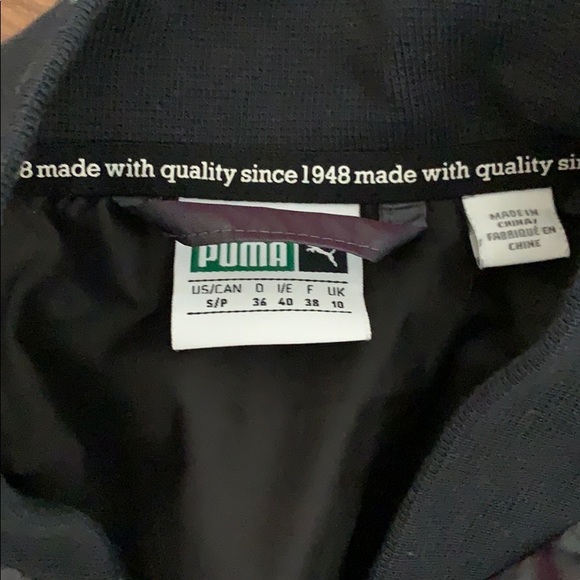 8 made with quality since 1948 made with quality si
PUMA
US/CAN D I/E F UK
S/P 36 40 38 10
MADE IN
CHINA/
FABRIQUÉ EN
CHINE